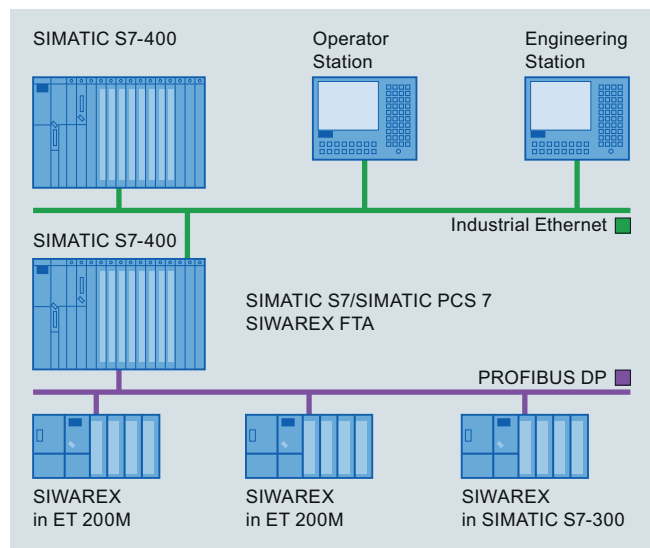 SIMATIC S7-400
Operator
Station
Engineering
Station
Industrial Ethernet
SIMATIC S7-400
SIMATIC S7/SIMATIC PCS 7
SIWAREX FTA
PROFIBUS DP
SIWAREX
in ET 200M
SIWAREX
in ET 200M
SIWAREX
in SIMATIC S7-300